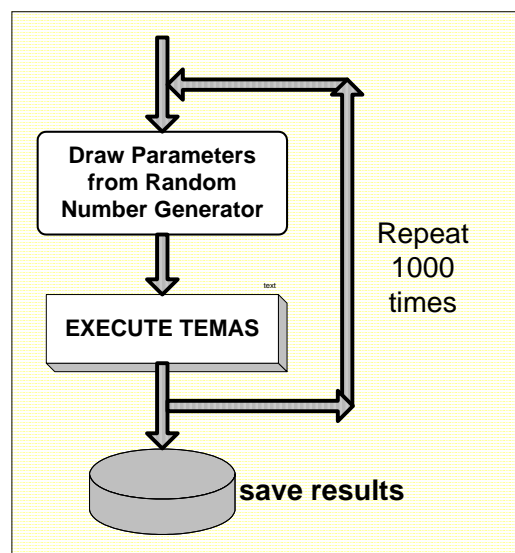 Draw Parameters
from Random
Number Generator
Repeat
1000
times
text
EXECUTE TEMAS
save results